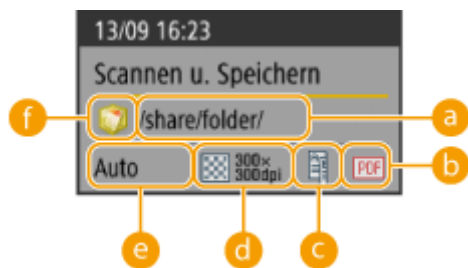 13/09 16:23
Scannen u. Speichern
f /share/folder/ a
Auto 300×
300dpi PDF b
e d c